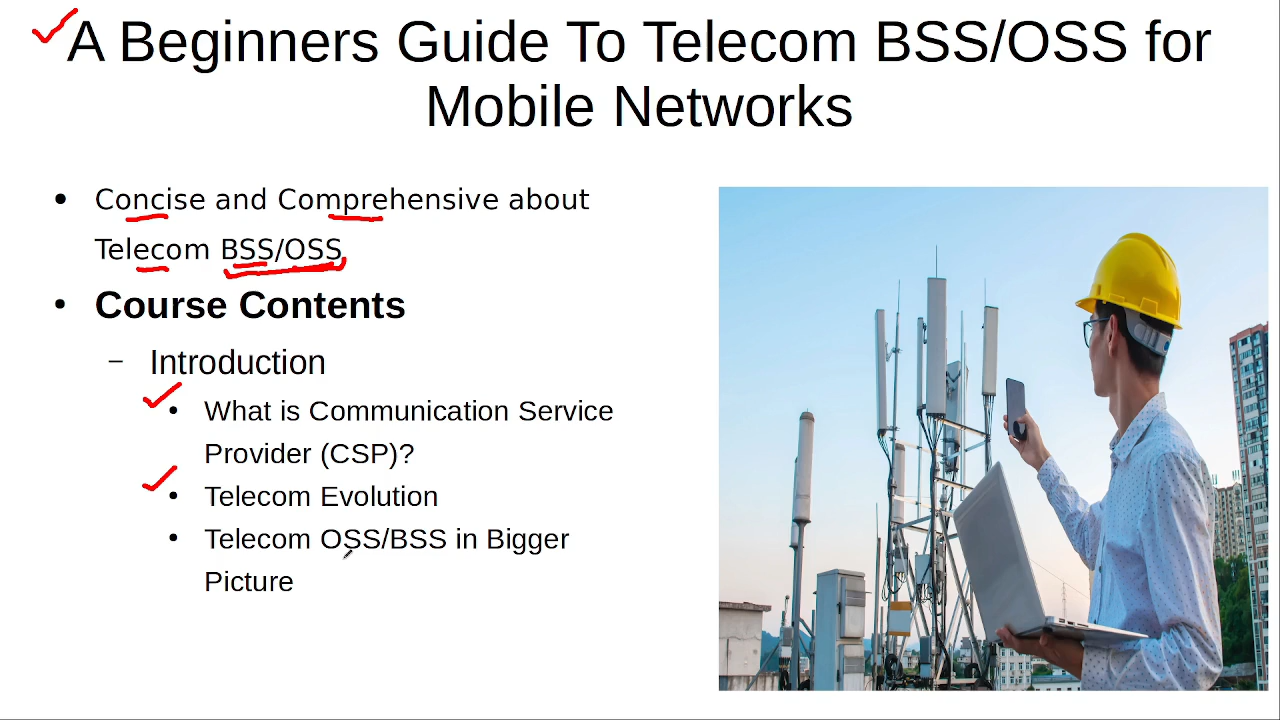 A Beginners Guide To Telecom BSS/OSS for
Mobile Networks
• Concise and Comprehensive about
Telecom BSS/OSS
• Course Contents
– Introduction
• What is Communication Service
Provider (CSP)?
• Telecom Evolution
• Telecom OSS/BSS in Bigger
Picture